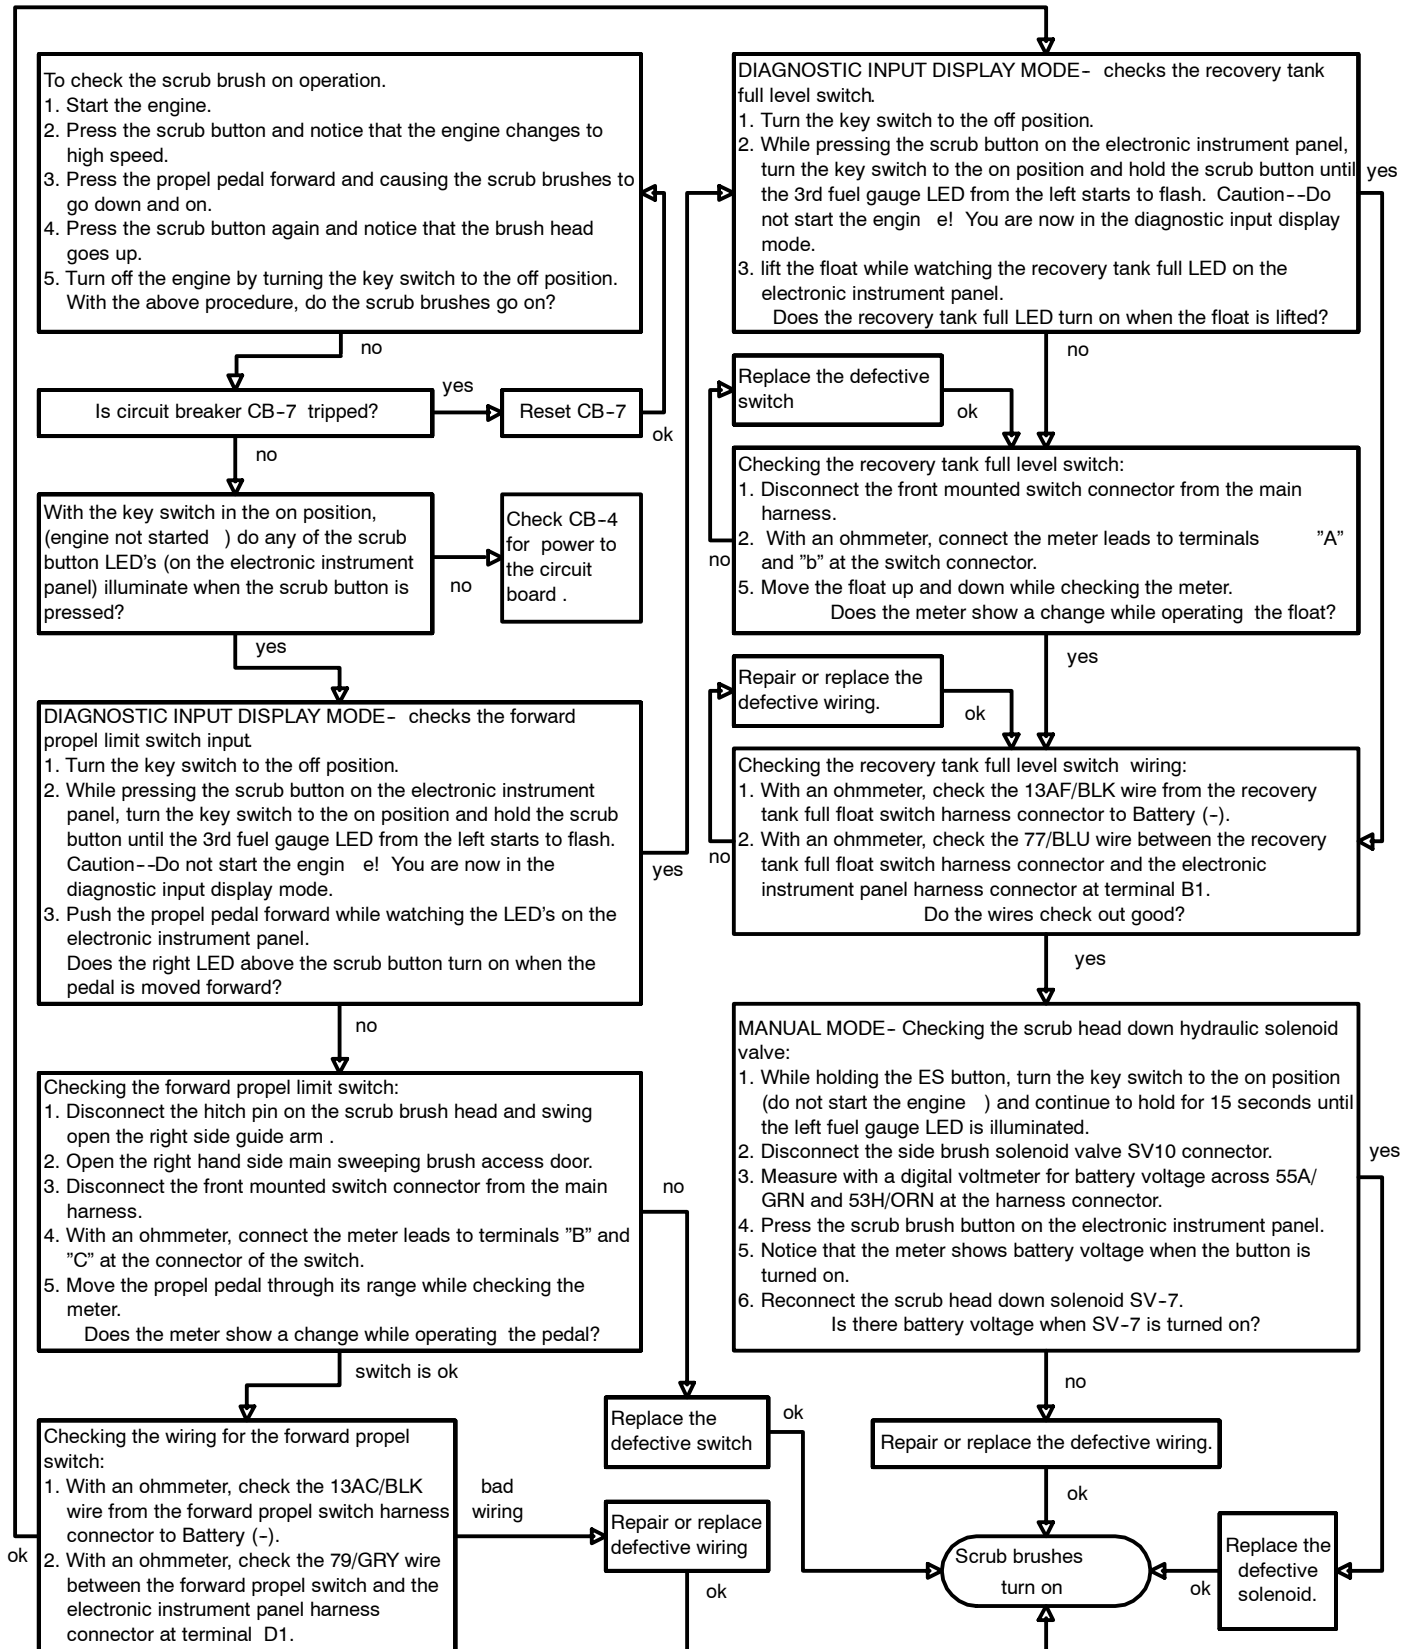 To check the scrub brush on operation.
1. Start the engine.
2. Press the scrub button and notice that the engine changes to
high speed.
3. Press the propel pedal forward and causing the scrub brushes to
go down and on.
4. Press the scrub button again and notice that the brush head
goes up.
5. Turn off the engine by turning the key switch to the off position.
With the above procedure, do the scrub brushes go on?
no
Is circuit breaker CB-7 tripped?
yes
Reset CB-7
ok
no
With the key switch in the on position,
(engine not started ) do any of the scrub
button LED's (on the electronic instrument
panel) illuminate when the scrub button is
pressed?
no
Check CB-4
for power to
the circuit
board .
yes
DIAGNOSTIC INPUT DISPLAY MODE- checks the forward
propel limit switch input.
1. Turn the key switch to the off position.
2. While pressing the scrub button on the electronic instrument
panel, turn the key switch to the on position and hold the scrub
button until the 3rd fuel gauge LED from the left starts to flash.
Caution--Do not start the engin e! You are now in the
diagnostic input display mode.
3. Push the propel pedal forward while watching the LED's on the
electronic instrument panel.
Does the right LED above the scrub button turn on when the
pedal is moved forward?
yes
no
Checking the forward propel limit switch:
1. Disconnect the hitch pin on the scrub brush head and swing
open the right side guide arm .
2. Open the right hand side main sweeping brush access door.
3. Disconnect the front mounted switch connector from the main
harness.
4. With an ohmmeter, connect the meter leads to terminals ”B” and
”C” at the connector of the switch.
5. Move the propel pedal through its range while checking the
meter.
Does the meter show a change while operating the pedal?
no
switch is ok
Replace the
defective switch
ok
Checking the wiring for the forward propel
switch:
1. With an ohmmeter, check the 13AC/BLK
wire from the forward propel switch harness
connector to Battery (-).
2. With an ohmmeter, check the 79/GRY wire
between the forward propel switch and the
electronic instrument panel harness
connector at terminal D1.
ok
bad
wiring
Repair or replace
defective wiring
ok
DIAGNOSTIC INPUT DISPLAY MODE- checks the recovery tank
full level switch.
1. Turn the key switch to the off position.
2. While pressing the scrub button on the electronic instrument panel,
turn the key switch to the on position and hold the scrub button until
the 3rd fuel gauge LED from the left starts to flash. Caution--Do
not start the engin e! You are now in the diagnostic input display
mode.
3. lift the float while watching the recovery tank full LED on the
electronic instrument panel.
Does the recovery tank full LED turn on when the float is lifted?
yes
no
Replace the defective
switch
ok
Checking the recovery tank full level switch:
1. Disconnect the front mounted switch connector from the main
harness.
2. With an ohmmeter, connect the meter leads to terminals ”A”
and ”b” at the switch connector.
5. Move the float up and down while checking the meter.
Does the meter show a change while operating the float?
no
yes
Repair or replace the
defective wiring.
ok
Checking the recovery tank full level switch wiring:
1. With an ohmmeter, check the 13AF/BLK wire from the recovery
tank full float switch harness connector to Battery (-).
2. With an ohmmeter, check the 77/BLU wire between the recovery
tank full float switch harness connector and the electronic
instrument panel harness connector at terminal B1.
Do the wires check out good?
no
yes
MANUAL MODE- Checking the scrub head down hydraulic solenoid
valve:
1. While holding the ES button, turn the key switch to the on position
(do not start the engine ) and continue to hold for 15 seconds until
the left fuel gauge LED is illuminated.
2. Disconnect the side brush solenoid valve SV10 connector.
3. Measure with a digital voltmeter for battery voltage across 55A/
GRN and 53H/ORN at the harness connector.
4. Press the scrub brush button on the electronic instrument panel.
5. Notice that the meter shows battery voltage when the button is
turned on.
6. Reconnect the scrub head down solenoid SV-7.
Is there battery voltage when SV-7 is turned on?
yes
no
Repair or replace the defective wiring.
ok
Scrub brushes
turn on
ok
Replace the
defective
solenoid.